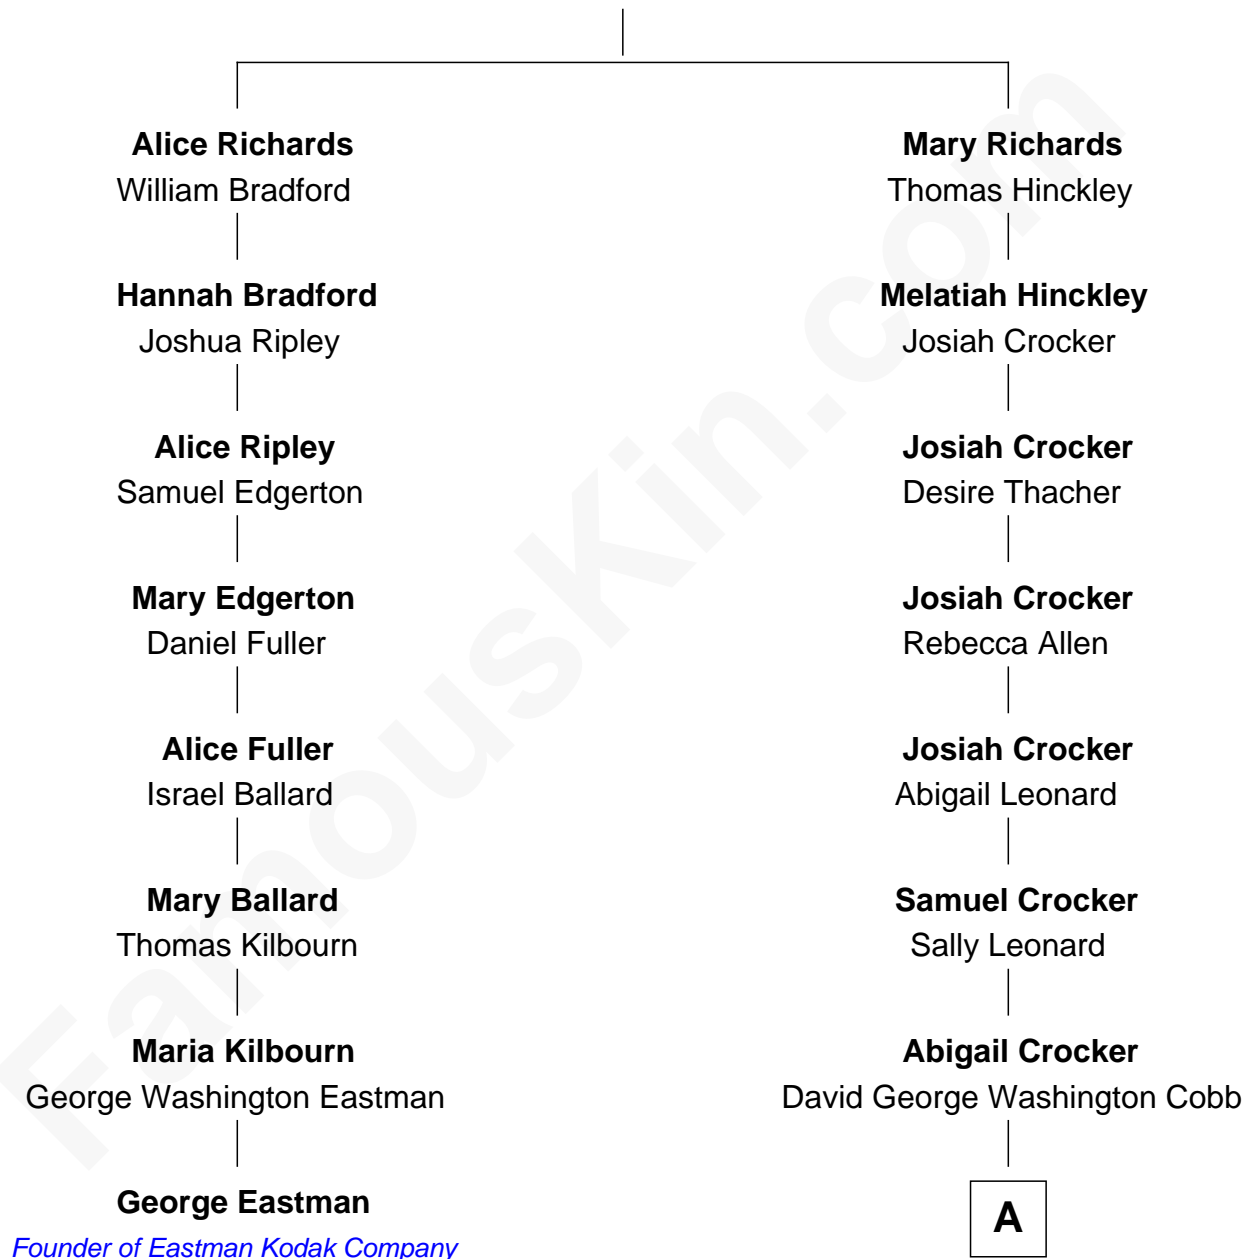 Alice Richards
William Bradford
Hannah Bradford
Joshua Ripley
Alice Ripley
Samuel Edgerton
Mary Edgerton
Daniel Fuller
Alice Fuller
Israel Ballard
Mary Ballard
Thomas Kilbourn
Maria Kilbourn
George Washington Eastman
George Eastman
Founder of Eastman Kodak Company
Mary Richards
Thomas Hinckley
Melatiah Hinckley
Josiah Crocker
Josiah Crocker
Desire Thacher
Josiah Crocker
Rebecca Allen
Josiah Crocker
Abigail Leonard
Samuel Crocker
Sally Leonard
Abigail Crocker
David George Washington Cobb
A
FamousKin.com